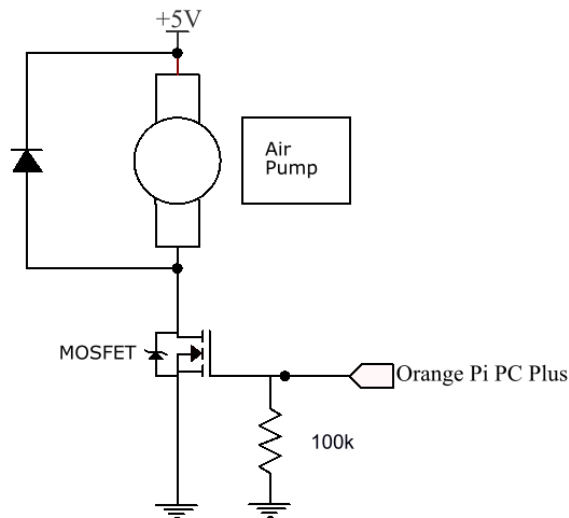 +5V
Air
Pump
MOSFET
Orange Pi PC Plus
100k